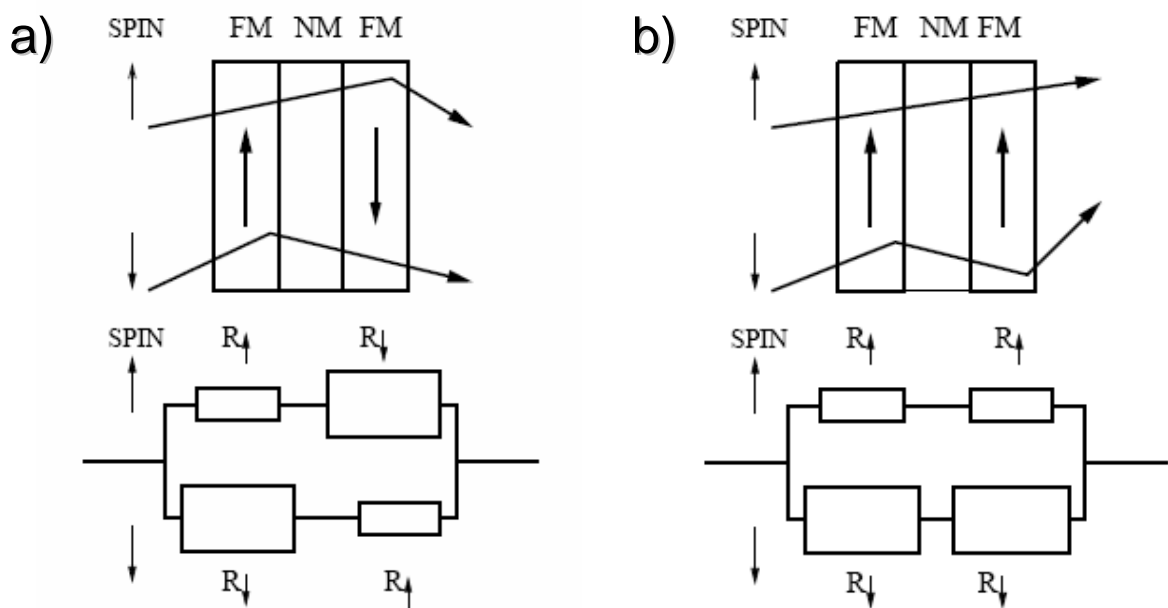 a)
SPIN FM NM FM
SPIN R↑ R↓
R↓ R↑
b)
SPIN FM NM FM
SPIN R↑ R↑
R↓ R↓